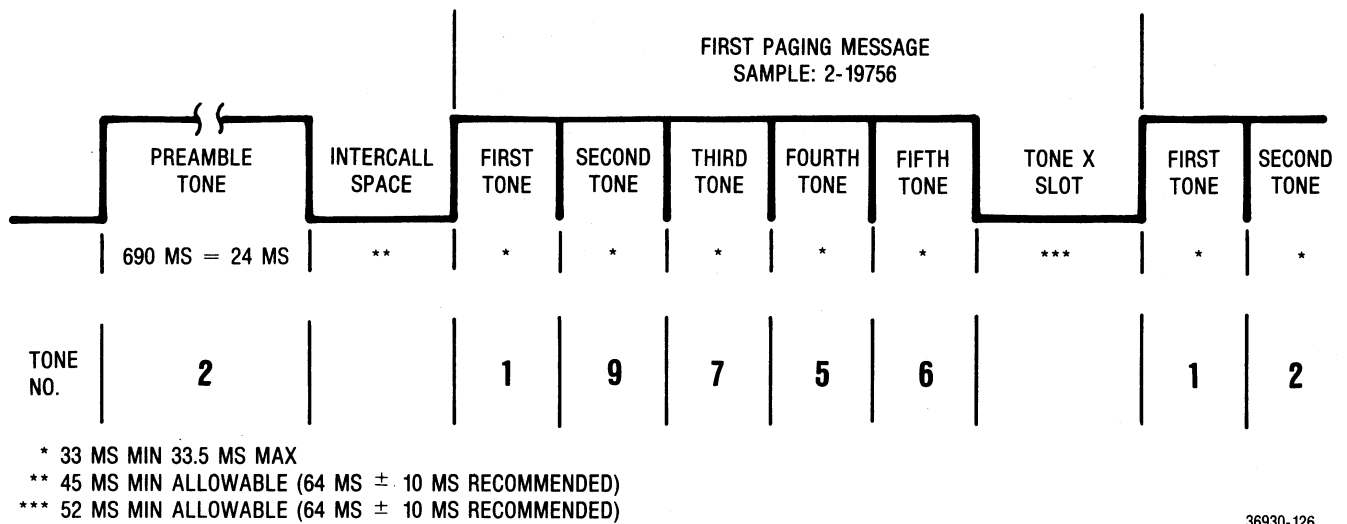 FIRST PAGING MESSAGE
SAMPLE: 2-19756
PREAMBLE TONE
INTERCALL SPACE
FIRST TONE
SECOND TONE
THIRD TONE
FOURTH TONE
FIFTH TONE
TONE X SLOT
FIRST TONE
SECOND TONE
690 MS = 24 MS
**
*
*
*
*
*
***
*
*
TONE NO.
2
1
9
7
5
6
1
2
* 33 MS MIN 33.5 MS MAX
** 45 MS MIN ALLOWABLE (64 MS ± 10 MS RECOMMENDED)
*** 52 MS MIN ALLOWABLE (64 MS ± 10 MS RECOMMENDED)
36930-126